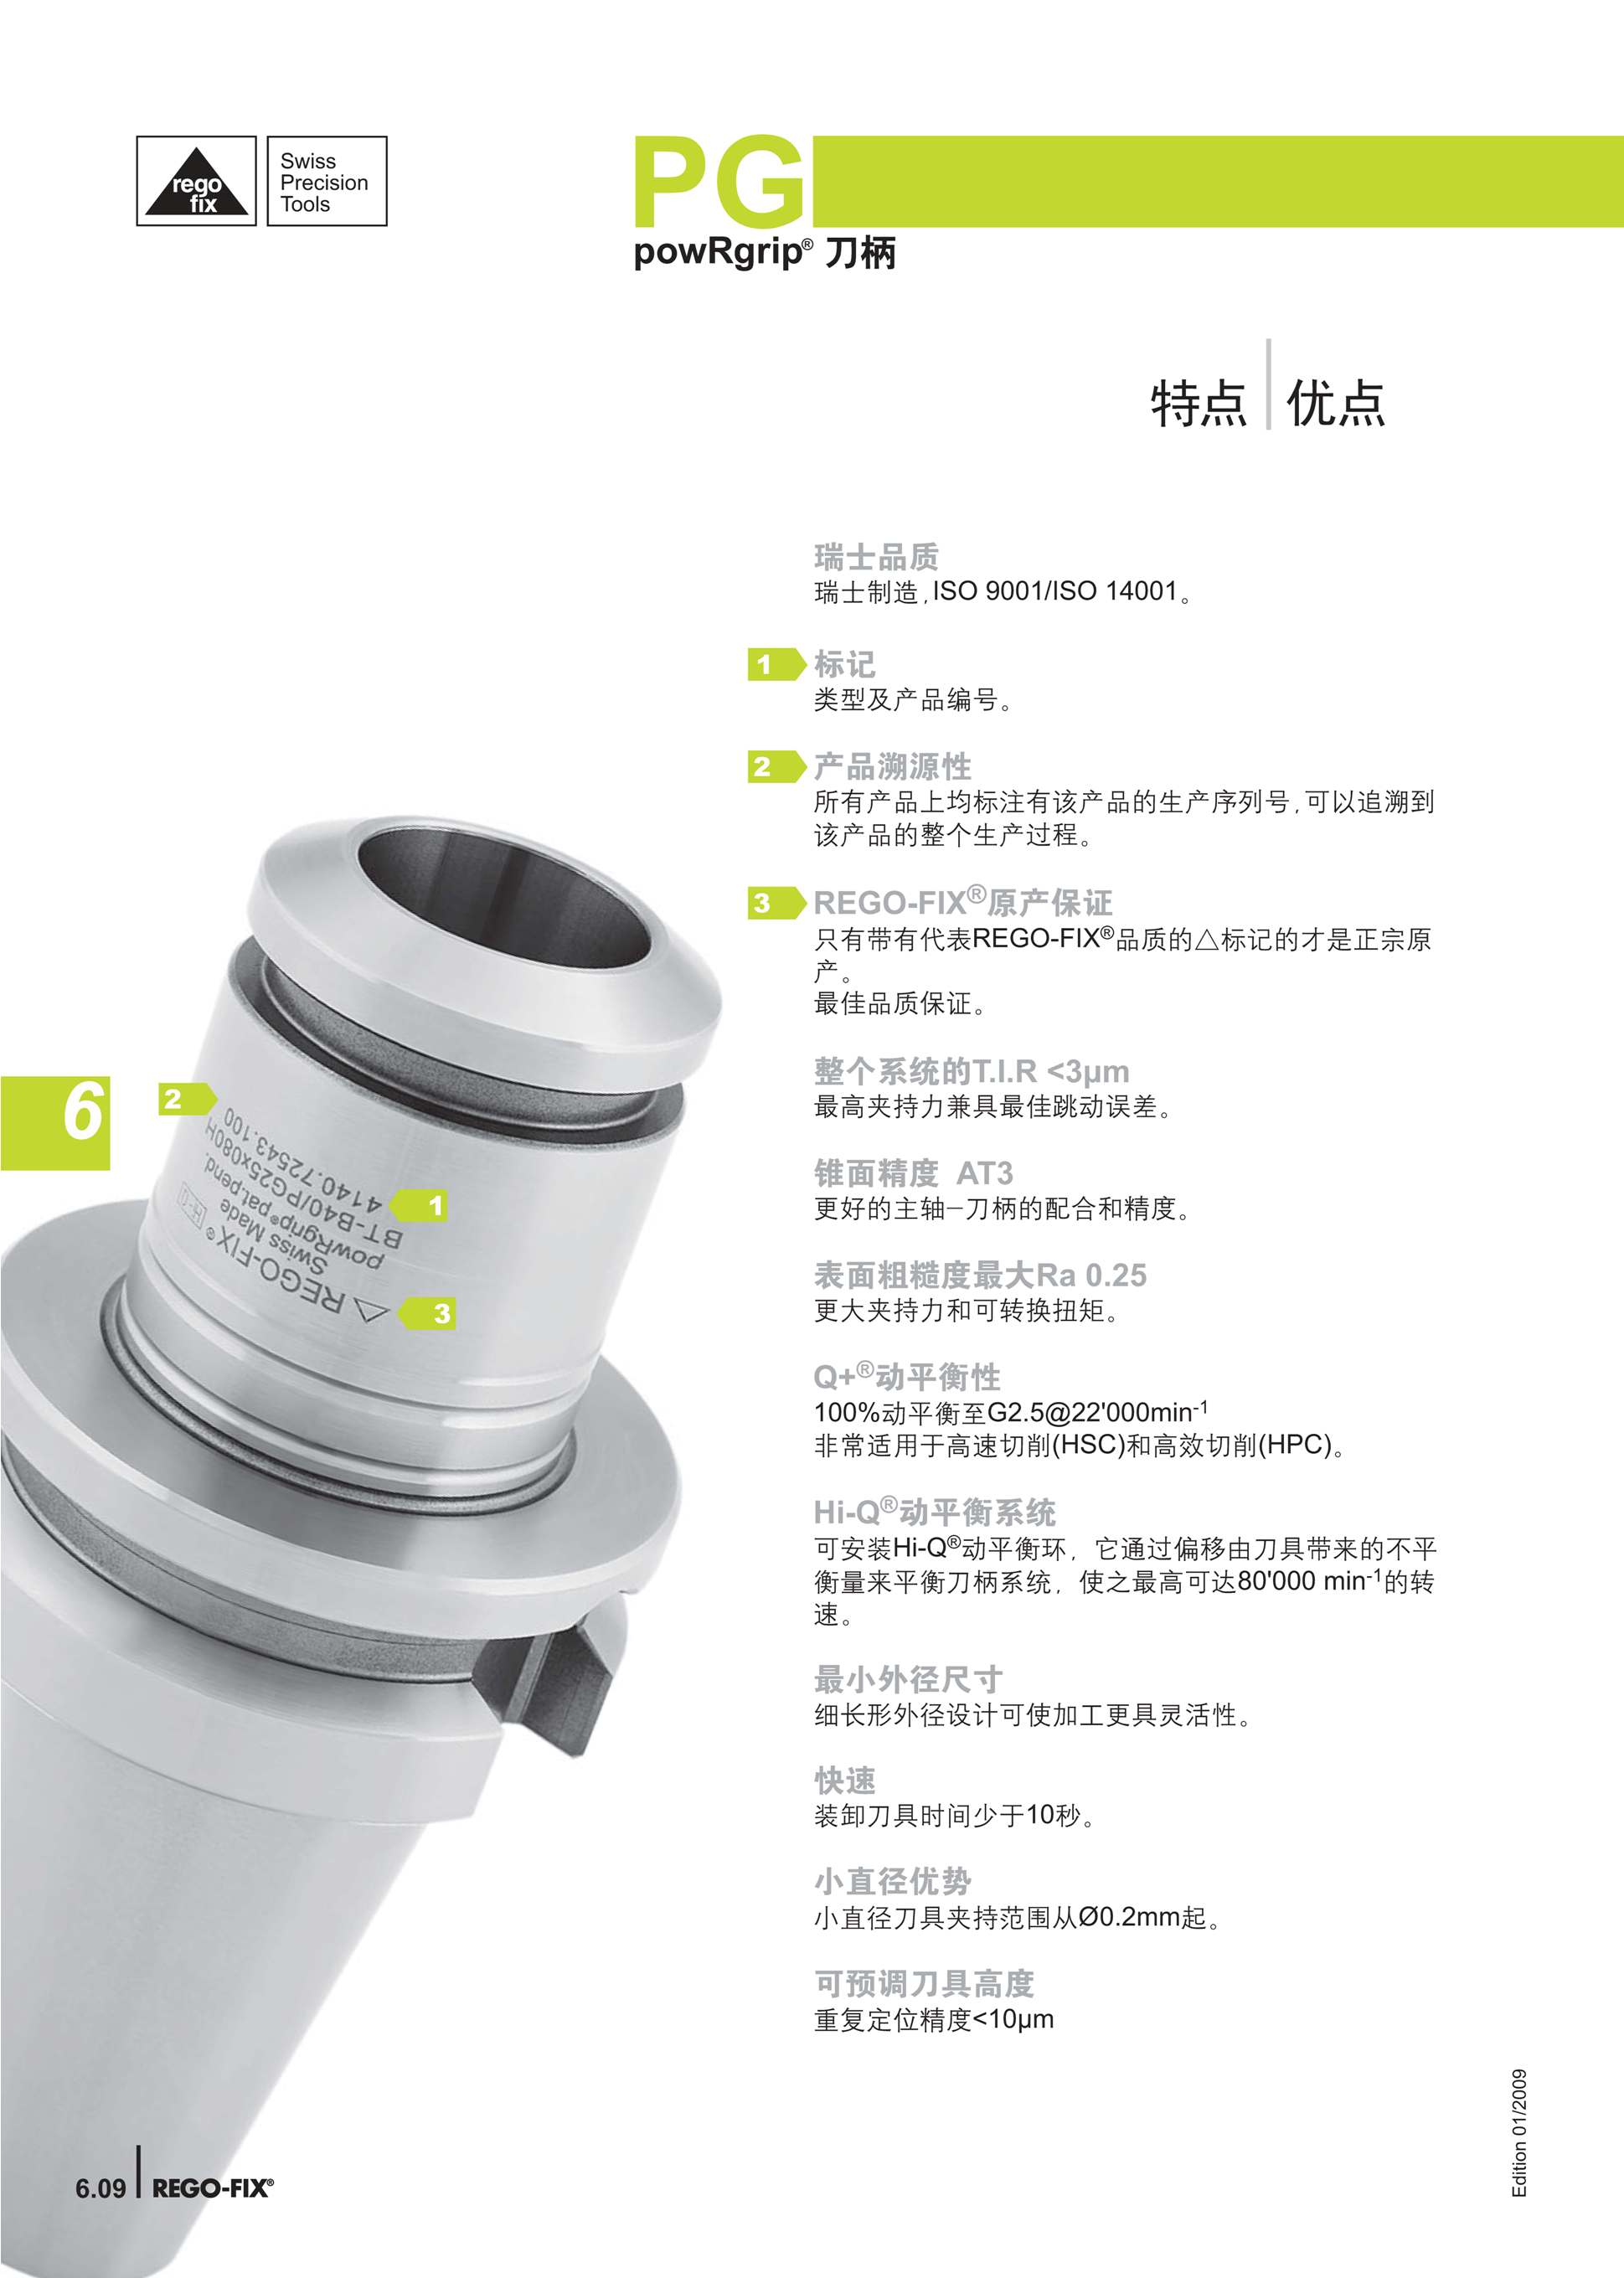 rego
fix
Swiss
Precision
Tools
PG
powRgrip® 刀柄
特点 优点
瑞士品质
瑞士制造,ISO 9001/ISO 14001。
1 标记
类型及产品编号。
2 产品溯源性
所有产品上均标注有该产品的生产序列号,可以追溯到
该产品的整个生产过程。
3 REGO-FIX®原产保证
只有带有代表REGO-FIX®品质的△标记的才是正宗原
产。
最佳品质保证。
整个系统的T.I.R <3µm
最高夹持力兼具最佳跳动误差。
锥面精度 AT3
更好的主轴–刀柄的配合和精度。
表面粗糙度最大Ra 0.25
更大夹持力和可转换扭矩。
Q+®动平衡性
100%动平衡至G2.5@22'000min-1
非常适用于高速切削(HSC)和高效切削(HPC)。
Hi-Q®动平衡系统
可安装Hi-Q®动平衡环, 它通过偏移由刀具带来的不平
衡量来平衡刀柄系统, 使之最高可达80'000 min-1的转
速。
最小外径尺寸
细长形外径设计可使加工更具灵活性。
快速
装卸刀具时间少于10秒。
小直径优势
小直径刀具夹持范围从Ø0.2mm起。
可预调刀具高度
重复定位精度<10µm
6
2
1
3
△ REGO-FIX®
Swiss Made
powRgrip® pat.pend.
BT-B40/PG25x080H
4140.72543.100
Hi-Q
6.09 REGO-FIX®
Edition 01/2009